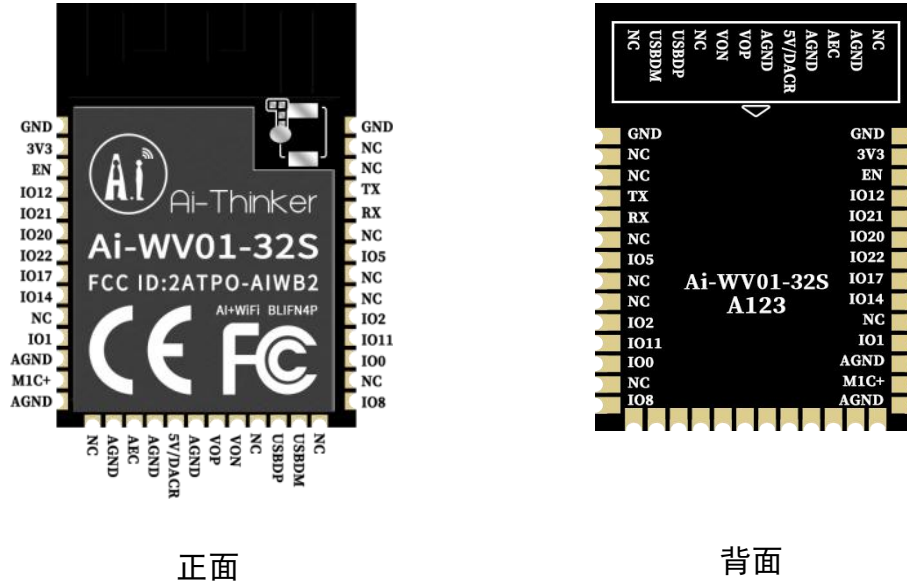 GND
3V3
EN
IO12
IO21
IO20
IO22
IO17
IO14
NC
IO1
AGND
M1C+
AGND
Ai
Ai-Thinker
Ai-WV01-32S
FCC ID:2ATPO-AIWB2
AI+WiFi BLIFN4P
CE FC
GND
NC
NC
TX
RX
NC
IO5
NC
NC
IO2
IO11
IO0
NC
IO8
NC
AGND
AEC
AGND
5V/DACR
AGND
VOP
VON
NC
USBDP
USBDM
NC
正面
NC
USBDM
USBDP
NC
VON
VOP
AGND
5V/DACR
AGND
AEC
AGND
NC
GND
NC
NC
TX
RX
NC
IO5
NC
NC
IO2
IO11
IO0
NC
IO8
Ai-WV01-32S
A123
GND
3V3
EN
IO12
IO21
IO20
IO22
IO17
IO14
NC
IO1
AGND
M1C+
AGND
背面